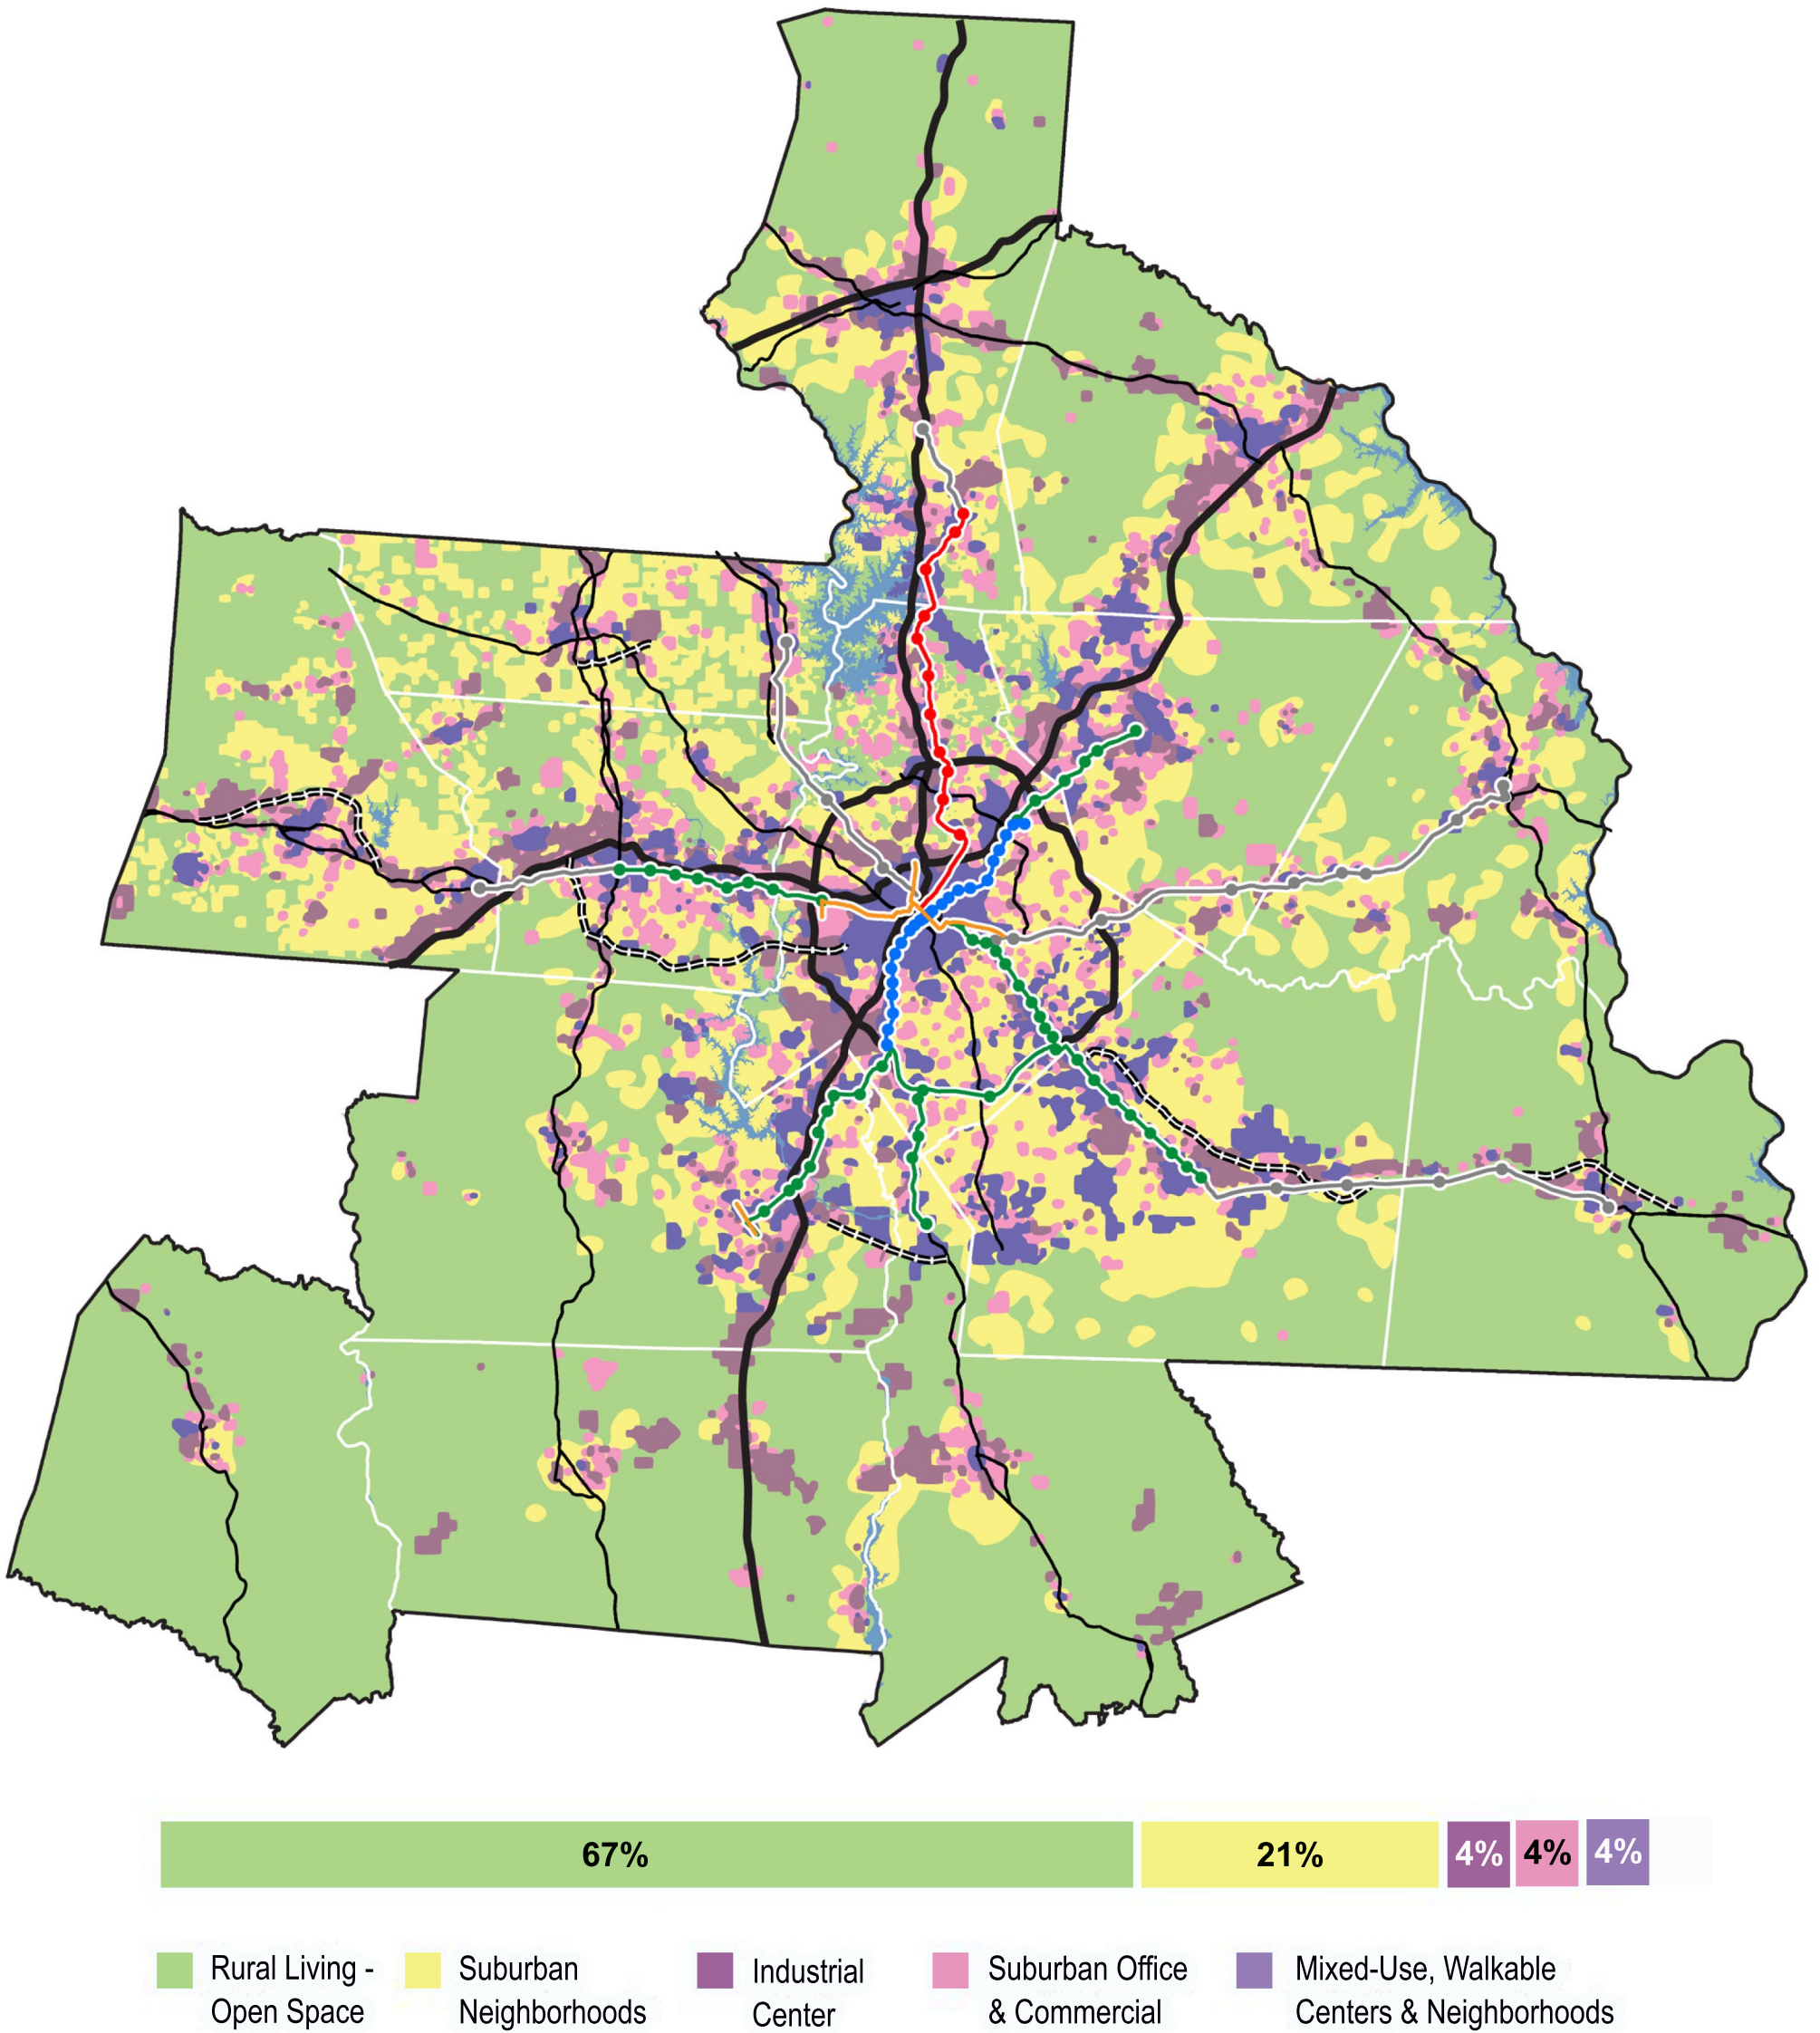 67%
21%
4%
4%
4%
Rural Living -
Open Space
Suburban
Neighborhoods
Industrial
Center
Suburban Office
& Commercial
Mixed-Use, Walkable
Centers & Neighborhoods